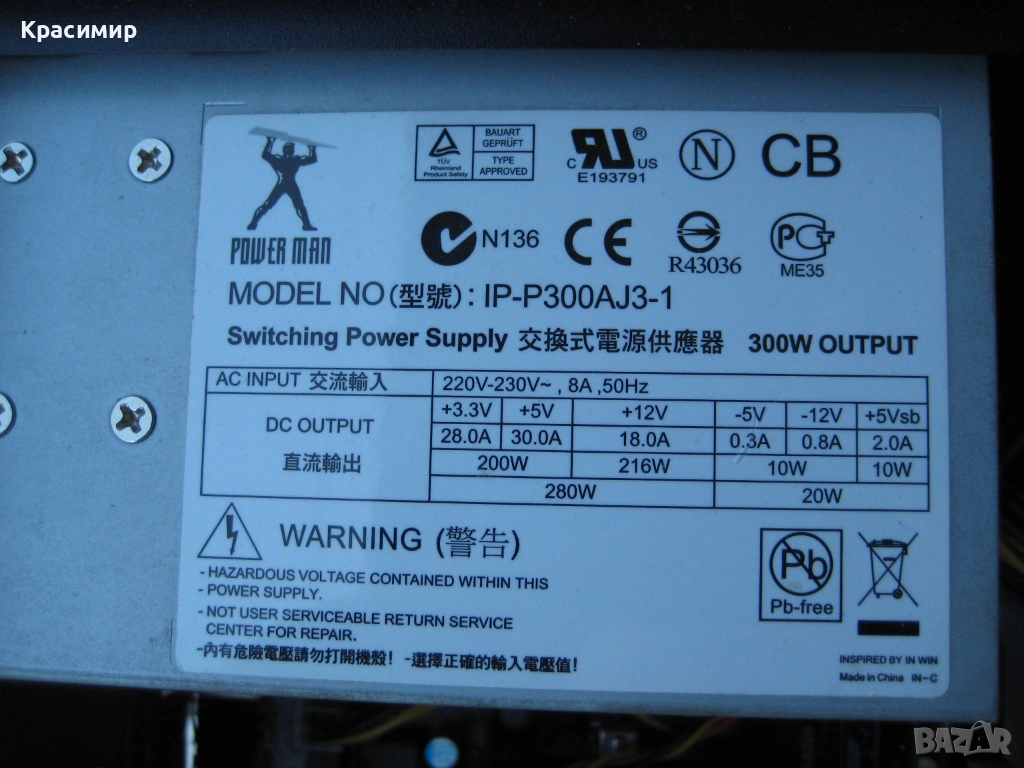 Красимир
BAUART
GEPRÜFT
TÜV
Rheinland
Product Safety
TYPE
APPROVED
C RU US ®
E193791
N
CB
POWER MAN
N136
CE
R43036
PCT
ME35
MODEL NO (型號) : IP-P300AJ3-1
Switching Power Supply 交換式電源供應器 300W OUTPUT
AC INPUT 交流輸入 220V-230V~ , 8A ,50Hz
DC OUTPUT
直流輸出
+3.3V +5V +12V -5V -12V +5Vsb
28.0A 30.0A 18.0A 0.3A 0.8A 2.0A
200W 216W 10W 10W
280W 20W
WARNING (警告)
- HAZARDOUS VOLTAGE CONTAINED WITHIN THIS
- POWER SUPPLY.
- NOT USER SERVICEABLE RETURN SERVICE
CENTER FOR REPAIR.
-內有危險電壓請勿打開機殼! -選擇正確的輸入電壓值!
Pb
Pb-free
INSPIRED BY IN WIN
Made in China IN-C
BAZAR